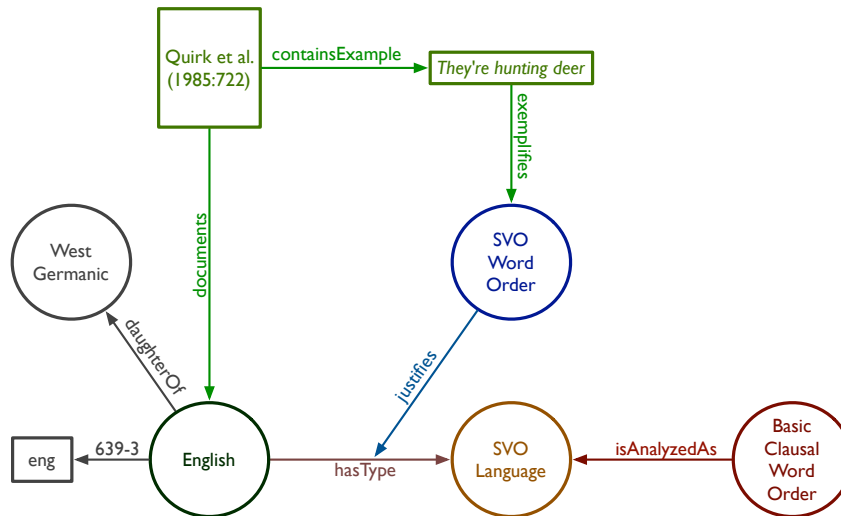 Quirk et al.
(1985:722)
containsExample
They're hunting deer
exemplifies
documents
West
Germanic
SVO
Word
Order
daughterOf
justifies
eng
639-3
English
hasType
SVO
Language
isAnalyzedAs
Basic
Clausal
Word
Order